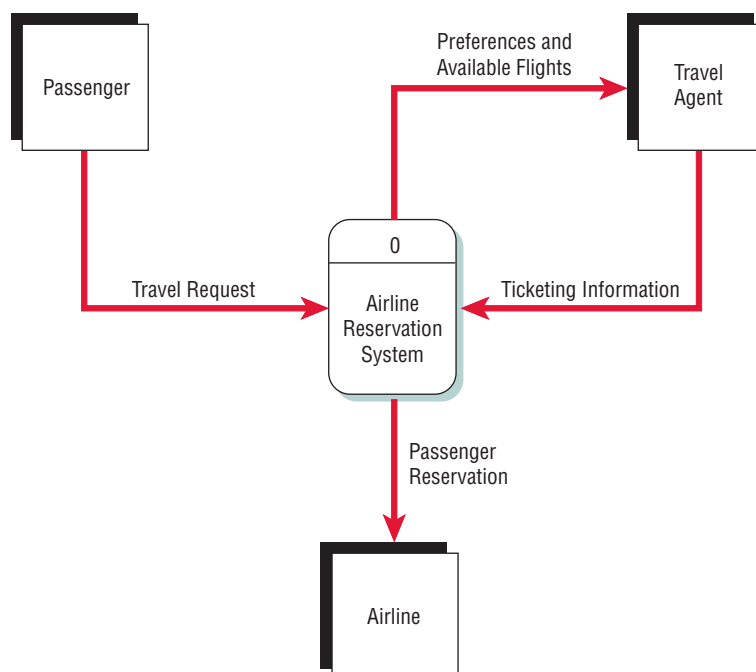 Preferences and
Available Flights
Passenger
Travel
Agent
0
Travel Request
Airline
Reservation
System
Ticketing Information
Passenger
Reservation
Airline